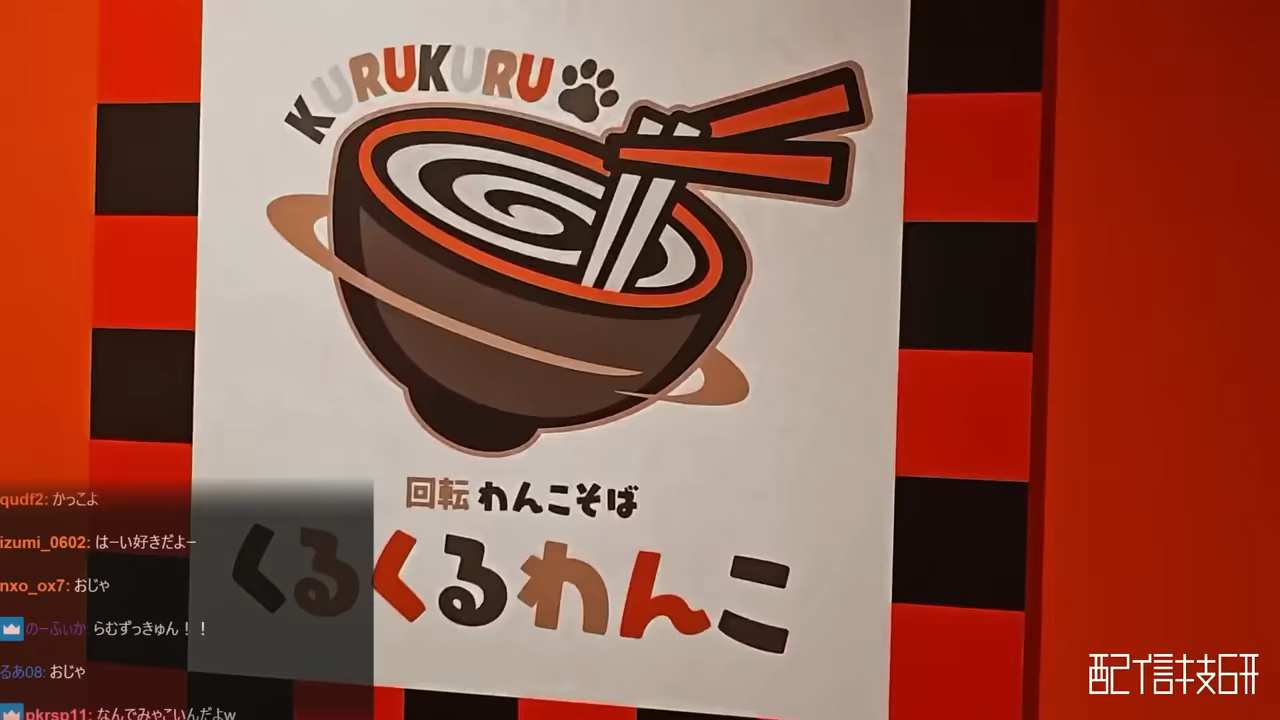 KURUKURU
回転わんこそば
くるくるわんこ
qudf2: かっこよ
izumi_0602: はーい好きだよー
nxo_ox7: おじゃ
のーふぃか: らむずっきゅん！！
るあ08: おじゃ
pkrsp11: なんでみゃこいんだよw
配信技研